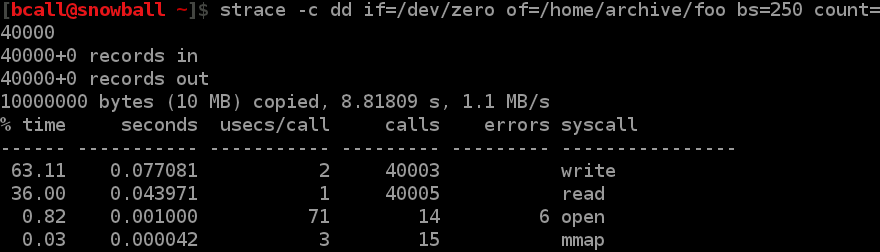 [bcall@snowball ~]$ strace -c dd if=/dev/zero of=/home/archive/foo bs=250 count=
40000
40000+0 records in
40000+0 records out
10000000 bytes (10 MB) copied, 8.81809 s, 1.1 MB/s
% time     seconds  usecs/call     calls    errors syscall
------ ----------- ----------- --------- --------- ----------------
 63.11    0.077081           2     40003           write
 36.00    0.043971           1     40005           read
  0.82    0.001000          71        14         6 open
  0.03    0.000042           3        15           mmap